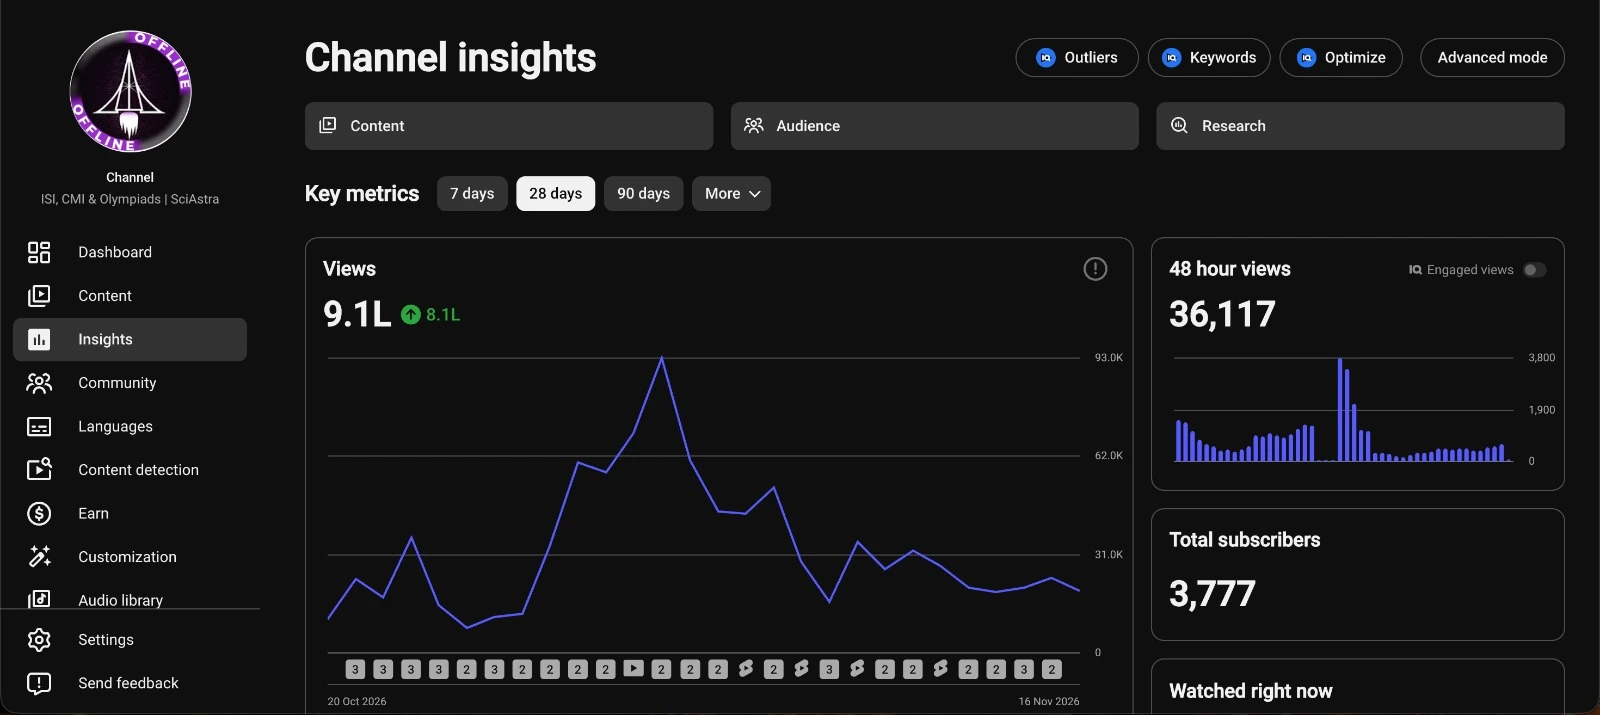 OFFLINE
OFFLINE
Channel
ISI, CMI & Olympiads | SciAstra
Dashboard
Content
Insights
Community
Languages
Content detection
Earn
Customization
Audio library
Settings
Send feedback
Channel insights
IQ Outliers
IQ Keywords
IQ Optimize
Advanced mode
Content
Audience
Research
Key metrics
7 days
28 days
90 days
More
Views
9.1L 8.1L
93.0K
62.0K
31.0K
0
3 3 3 3 2 3 2 2 2 2 2 2 2 2 3 2 2 2 2 3 2
20 Oct 2026
16 Nov 2026
48 hour views
IQ Engaged views
36,117
3,800
1,900
0
Total subscribers
3,777
Watched right now